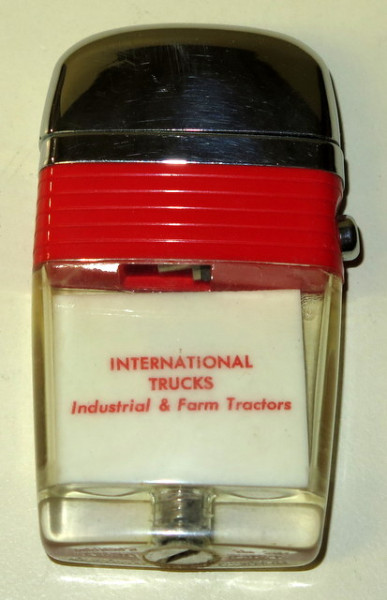 INTERNATIONAL
TRUCKS
Industrial & Farm Tractors